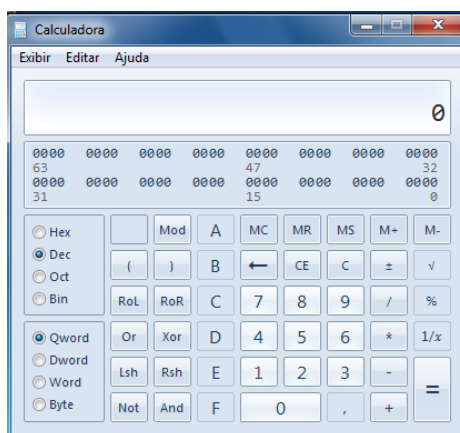 Calculadora
Exibir Editar Ajuda
0
0000 0000 0000 0000 0000 0000 0000 0000
63 47 32
0000 0000 0000 0000 0000 0000 0000 0000
31 15 0
Hex Mod A MC MR MS M+ M-
Dec ( ) B ← CE C ± √
Oct
Bin RoL RoR C 7 8 9 / %
Qword Or Xor D 4 5 6 * 1/x
Dword Lsh Rsh E 1 2 3 - =
Word
Byte Not And F 0 , +